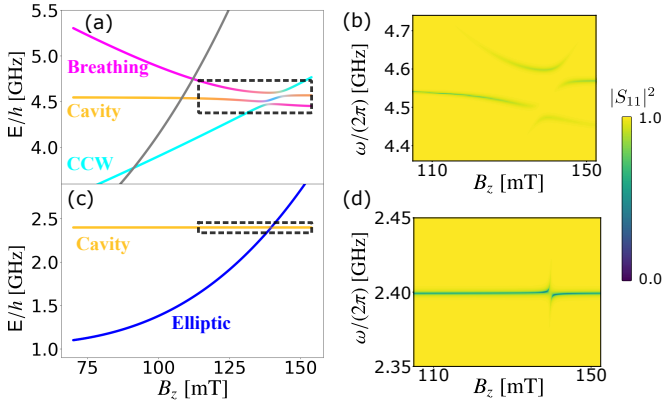 (a)
5.5
5.0
4.5
4.0
E/h [GHz]
Breathing
Cavity
CCW
(b)
4.7
4.6
4.5
4.4
ω/(2π) [GHz]
110
150
B_z [mT]
|S₁₁|²
1.0
0.0
(c)
2.5
2.0
1.5
1.0
E/h [GHz]
Cavity
Elliptic
75
100
125
150
B_z [mT]
(d)
2.45
2.40
2.35
ω/(2π) [GHz]
110
150
B_z [mT]